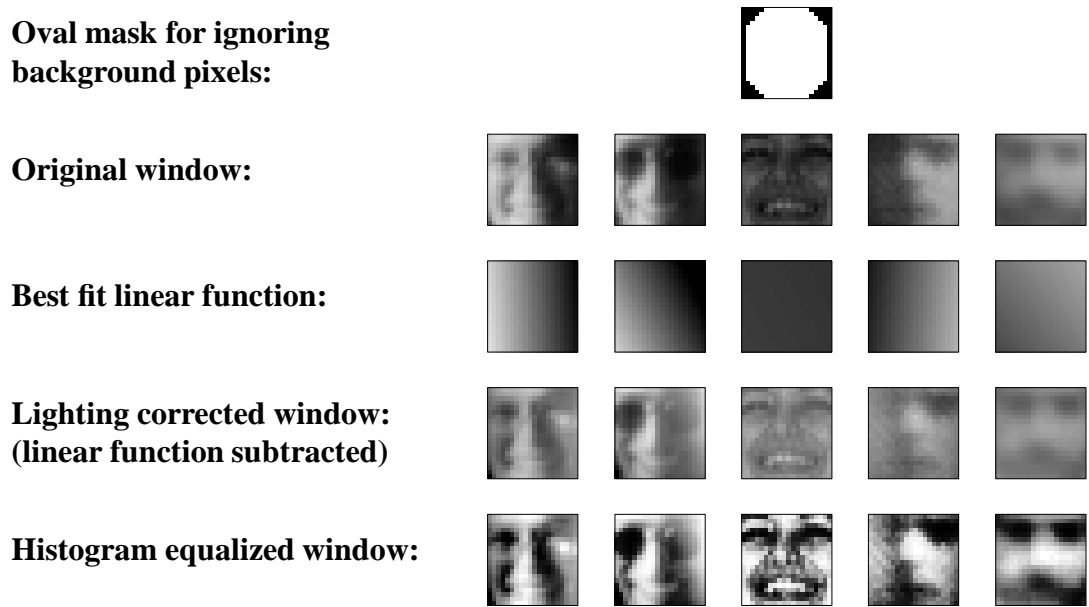 Oval mask for ignoring
background pixels:
Original window:
Best fit linear function:
Lighting corrected window:
(linear function subtracted)
Histogram equalized window: